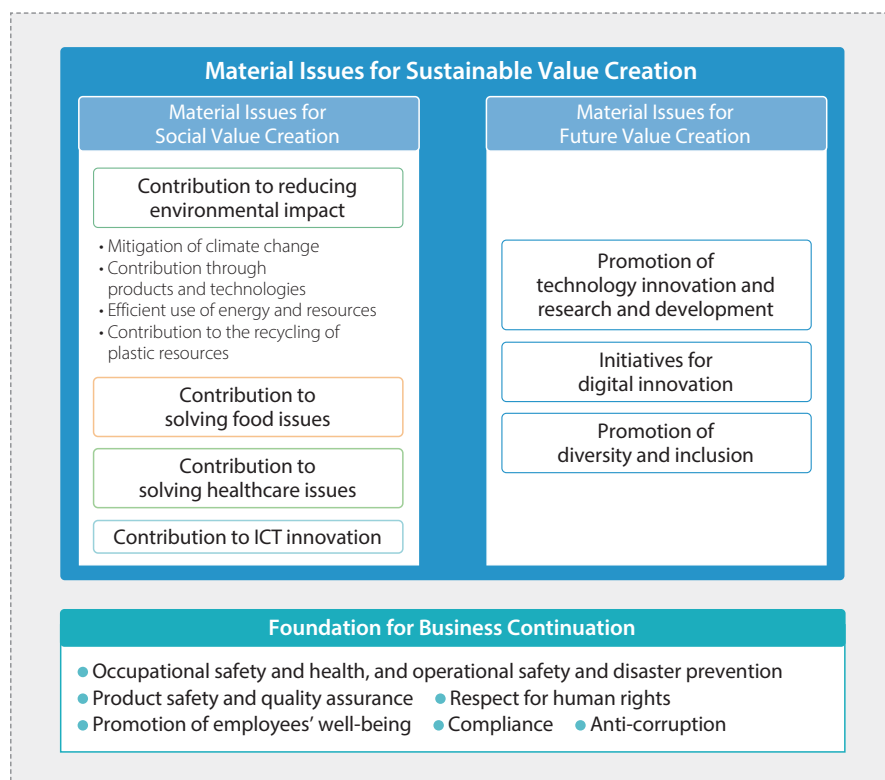 Material Issues for Sustainable Value Creation
Material Issues for
Social Value Creation
Contribution to reducing
environmental impact
• Mitigation of climate change
• Contribution through
products and technologies
• Efficient use of energy and resources
• Contribution to the recycling of
plastic resources
Contribution to
solving food issues
Contribution to
solving healthcare issues
Contribution to ICT innovation
Material Issues for
Future Value Creation
Promotion of
technology innovation and
research and development
Initiatives for
digital innovation
Promotion of
diversity and inclusion
Foundation for Business Continuation
● Occupational safety and health, and operational safety and disaster prevention
● Product safety and quality assurance ● Respect for human rights
● Promotion of employees’ well-being ● Compliance ● Anti-corruption